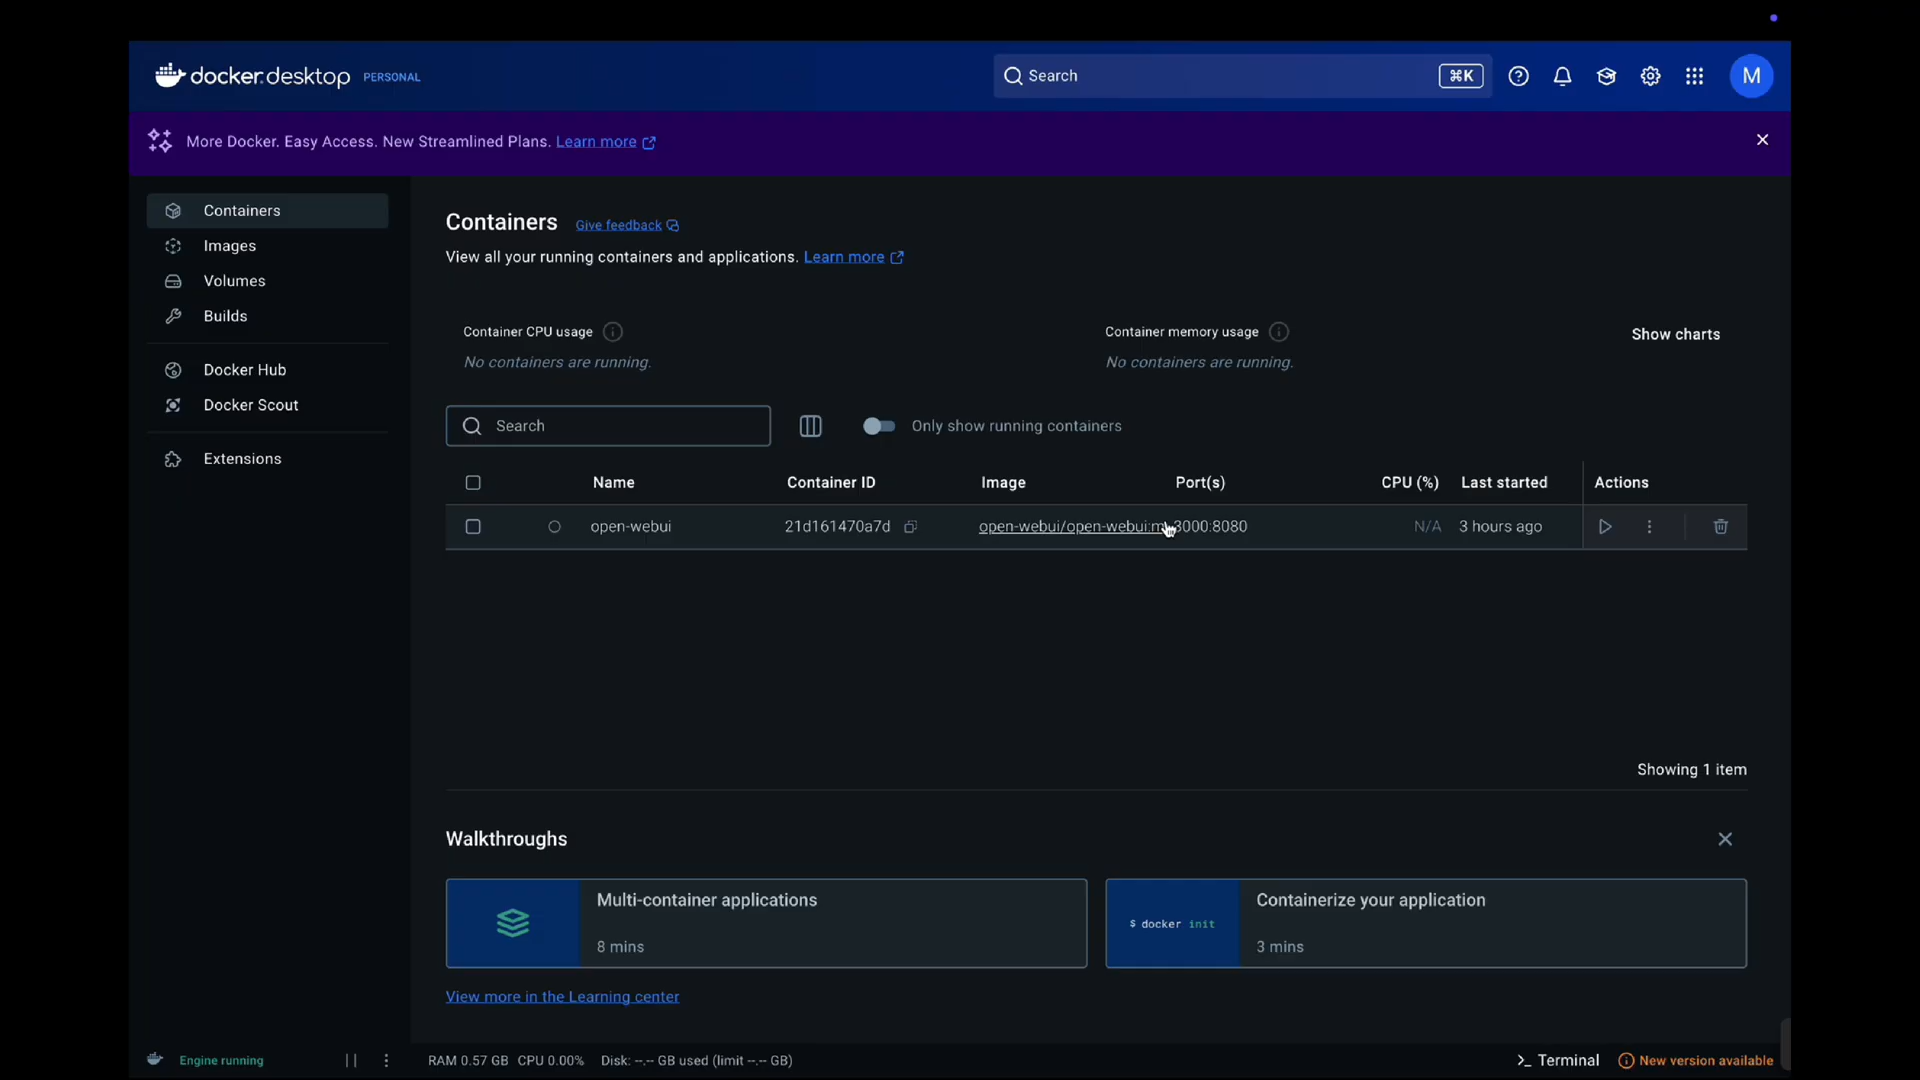 docker.desktop PERSONAL
Search ⌘K
M
More Docker. Easy Access. New Streamlined Plans. Learn more
Containers
Images
Volumes
Builds
Docker Hub
Docker Scout
Extensions
Containers Give feedback
View all your running containers and applications. Learn more
Container CPU usage
No containers are running.
Container memory usage
No containers are running.
Show charts
Search
Only show running containers
Name Container ID Image Port(s) CPU (%) Last started Actions
open-webui 21d161470a7d open-webui/open-webui:m 3000:8080 N/A 3 hours ago
Showing 1 item
Walkthroughs
Multi-container applications
8 mins
$ docker init
Containerize your application
3 mins
View more in the Learning center
Engine running
RAM 0.57 GB CPU 0.00% Disk: --.-- GB used (limit --.-- GB)
>_ Terminal
New version available